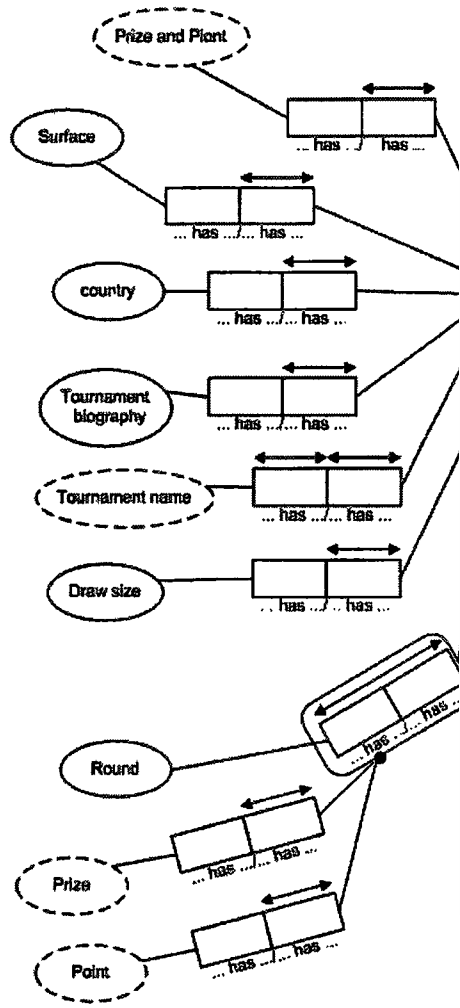 Prize and Piont
... has .../... has ...
Surface
... has .../... has ...
country
... has .../... has ...
Tournament
biography
... has .../... has ...
Tournament name
... has .../... has ...
Draw size
... has .../... has ...
... has .../... has ...
Round
... has .../... has ...
Prize
... has .../... has ...
Point